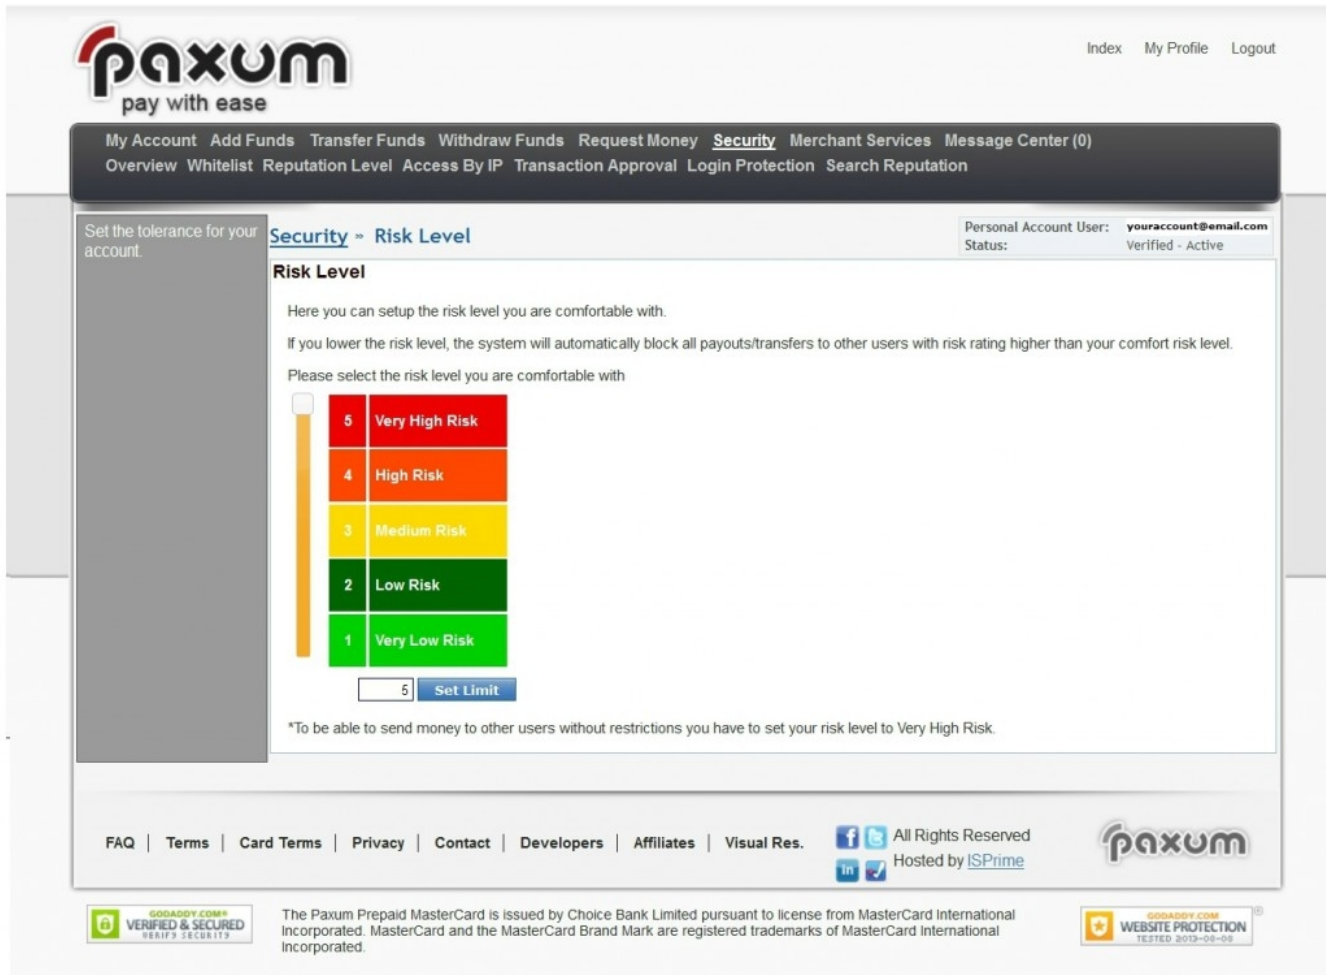 paxum
pay with ease
Index My Profile Logout
My Account Add Funds Transfer Funds Withdraw Funds Request Money Security Merchant Services Message Center (0)
Overview Whitelist Reputation Level Access By IP Transaction Approval Login Protection Search Reputation
Set the tolerance for your
account.
Security » Risk Level
Personal Account User: youraccount@email.com
Status: Verified - Active
Risk Level
Here you can setup the risk level you are comfortable with.
If you lower the risk level, the system will automatically block all payouts/transfers to other users with risk rating higher than your comfort risk level.
Please select the risk level you are comfortable with
5 Very High Risk
4 High Risk
3 Medium Risk
2 Low Risk
1 Very Low Risk
5 Set Limit
*To be able to send money to other users without restrictions you have to set your risk level to Very High Risk.
FAQ | Terms | Card Terms | Privacy | Contact | Developers | Affiliates | Visual Res.
All Rights Reserved
Hosted by ISPrime
paxum
GODADDY.COM®
VERIFIED & SECURED
VERIFY SECURITY
The Paxum Prepaid MasterCard is issued by Choice Bank Limited pursuant to license from MasterCard International
Incorporated. MasterCard and the MasterCard Brand Mark are registered trademarks of MasterCard International
Incorporated.
GODADDY.COM
WEBSITE PROTECTION
TESTED 2013-08-08